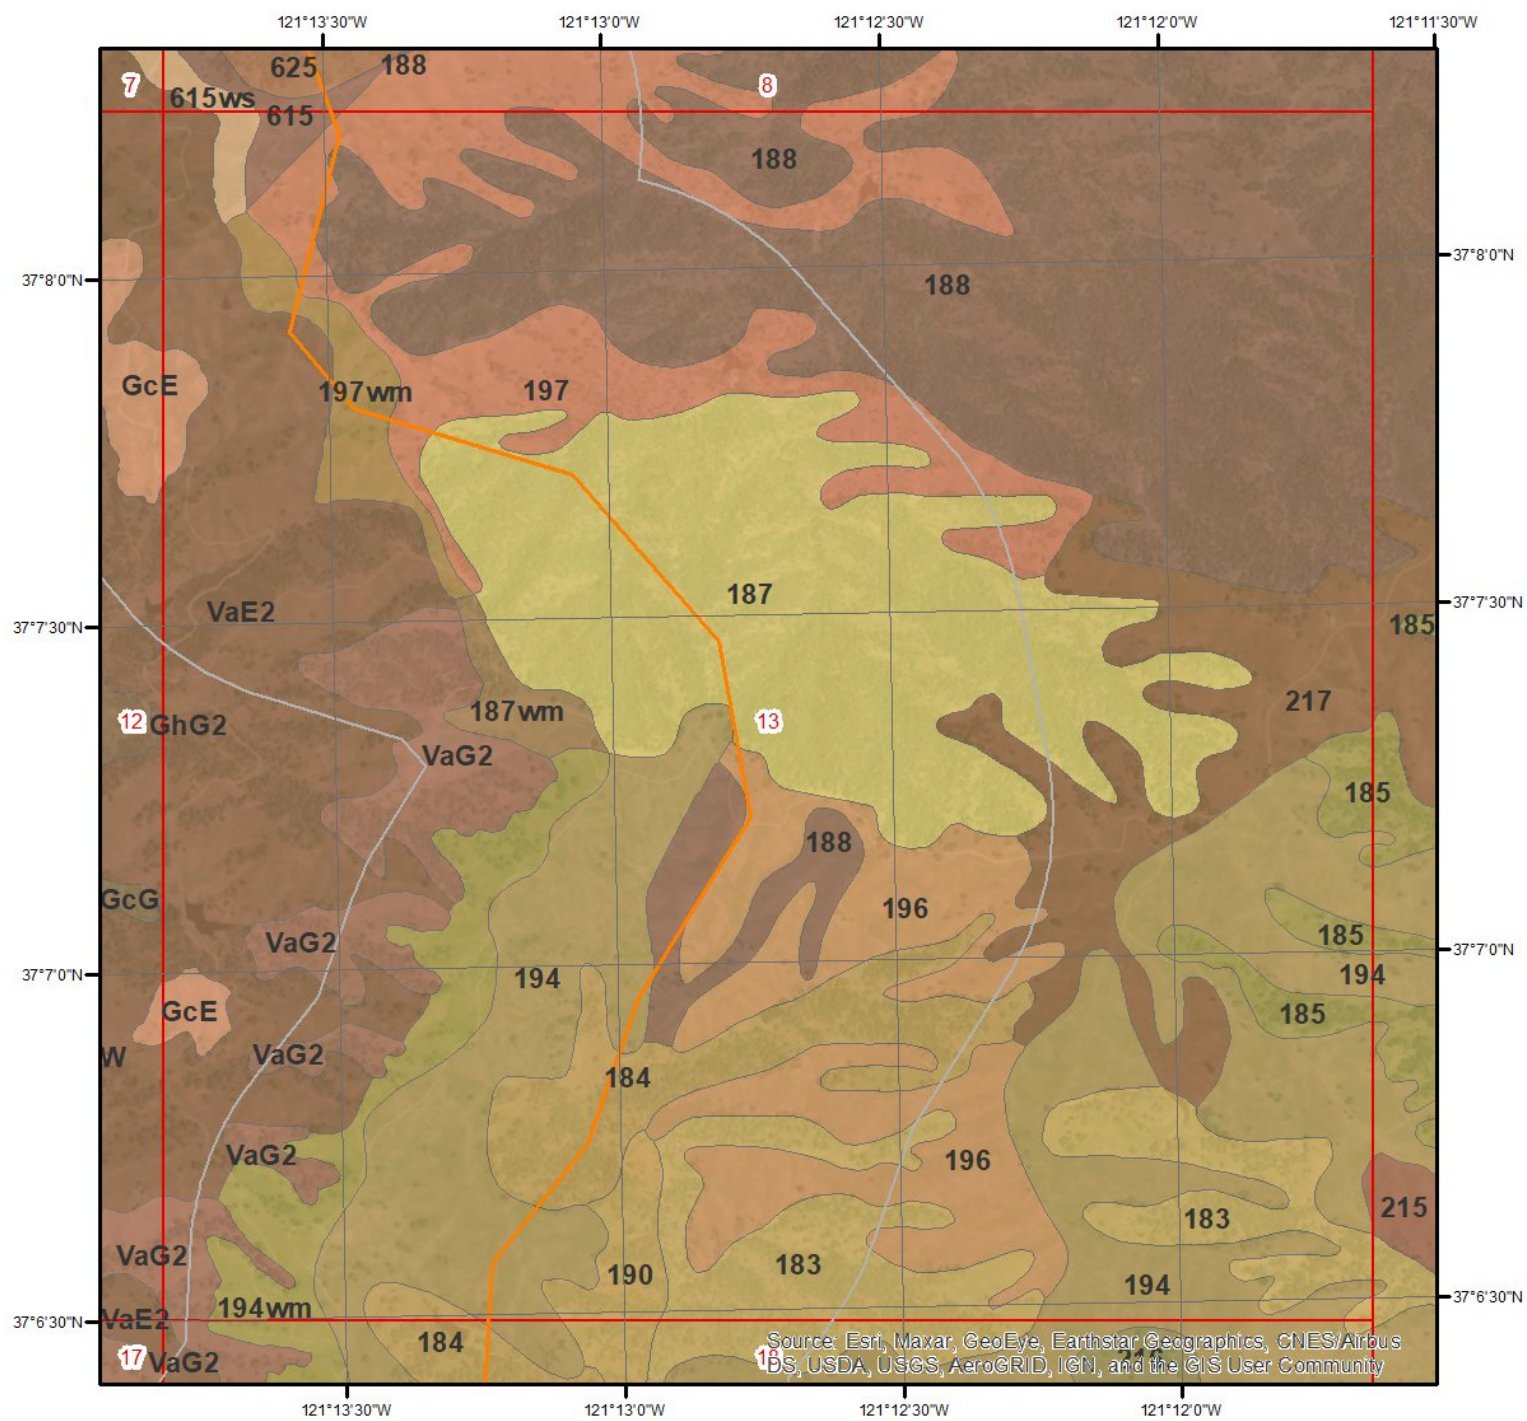 121°13'30"W 121°13'0"W 121°12'30"W 121°12'0"W 121°11'30"W
625 188
7 8
615ws
615
188
37°8'0"N 188 37°8'0"N
GcE 197wm 197
187
VaE2 37°7'30"N
37°7'30"N 185
217
12 GhG2 187wm 13
VaG2
185
188
GcG 196
VaG2 185
37°7'0"N 194 194 37°7'0"N
GcE 185
W VaG2
184
VaG2 196
215
183
VaG2 183
190 194
194wm 37°6'30"N
VaE2
37°6'30"N 184
Source: Esri, Maxar, GeoEye, Earthstar Geographics, CNES/Airbus
17 VaG2 18 216
DS, USDA, USGS, AeroGRID, IGN, and the GIS User Community
121°13'30"W 121°13'0"W 121°12'30"W 121°12'0"W